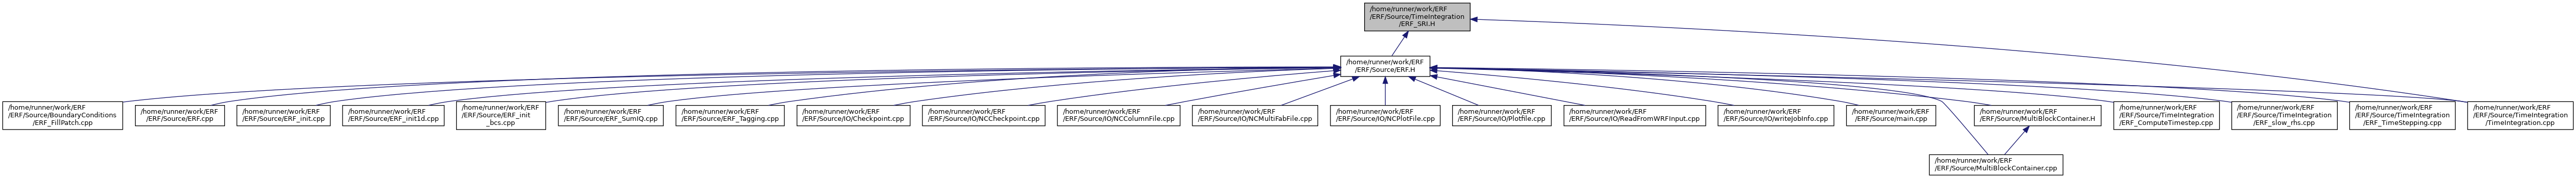 /home/runner/work/ERF
/ERF/Source/TimeIntegration
/ERF_SRI.H
/home/runner/work/ERF
/ERF/Source/ERF.H
/home/runner/work/ERF
/ERF/Source/BoundaryConditions
/ERF_FillPatch.cpp
/home/runner/work/ERF
/ERF/Source/ERF.cpp
/home/runner/work/ERF
/ERF/Source/ERF_init.cpp
/home/runner/work/ERF
/ERF/Source/ERF_init1d.cpp
/home/runner/work/ERF
/ERF/Source/ERF_init
_bcs.cpp
/home/runner/work/ERF
/ERF/Source/ERF_SumIQ.cpp
/home/runner/work/ERF
/ERF/Source/ERF_Tagging.cpp
/home/runner/work/ERF
/ERF/Source/IO/Checkpoint.cpp
/home/runner/work/ERF
/ERF/Source/IO/NCCheckpoint.cpp
/home/runner/work/ERF
/ERF/Source/IO/NCColumnFile.cpp
/home/runner/work/ERF
/ERF/Source/IO/NCMultiFabFile.cpp
/home/runner/work/ERF
/ERF/Source/IO/NCPlotFile.cpp
/home/runner/work/ERF
/ERF/Source/IO/Plotfile.cpp
/home/runner/work/ERF
/ERF/Source/IO/ReadFromWRFInput.cpp
/home/runner/work/ERF
/ERF/Source/IO/writeJobInfo.cpp
/home/runner/work/ERF
/ERF/Source/main.cpp
/home/runner/work/ERF
/ERF/Source/MultiBlockContainer.H
/home/runner/work/ERF
/ERF/Source/TimeIntegration
/ERF_ComputeTimestep.cpp
/home/runner/work/ERF
/ERF/Source/TimeIntegration
/ERF_slow_rhs.cpp
/home/runner/work/ERF
/ERF/Source/TimeIntegration
/ERF_TimeStepping.cpp
/home/runner/work/ERF
/ERF/Source/TimeIntegration
/TimeIntegration.cpp
/home/runner/work/ERF
/ERF/Source/MultiBlockContainer.cpp